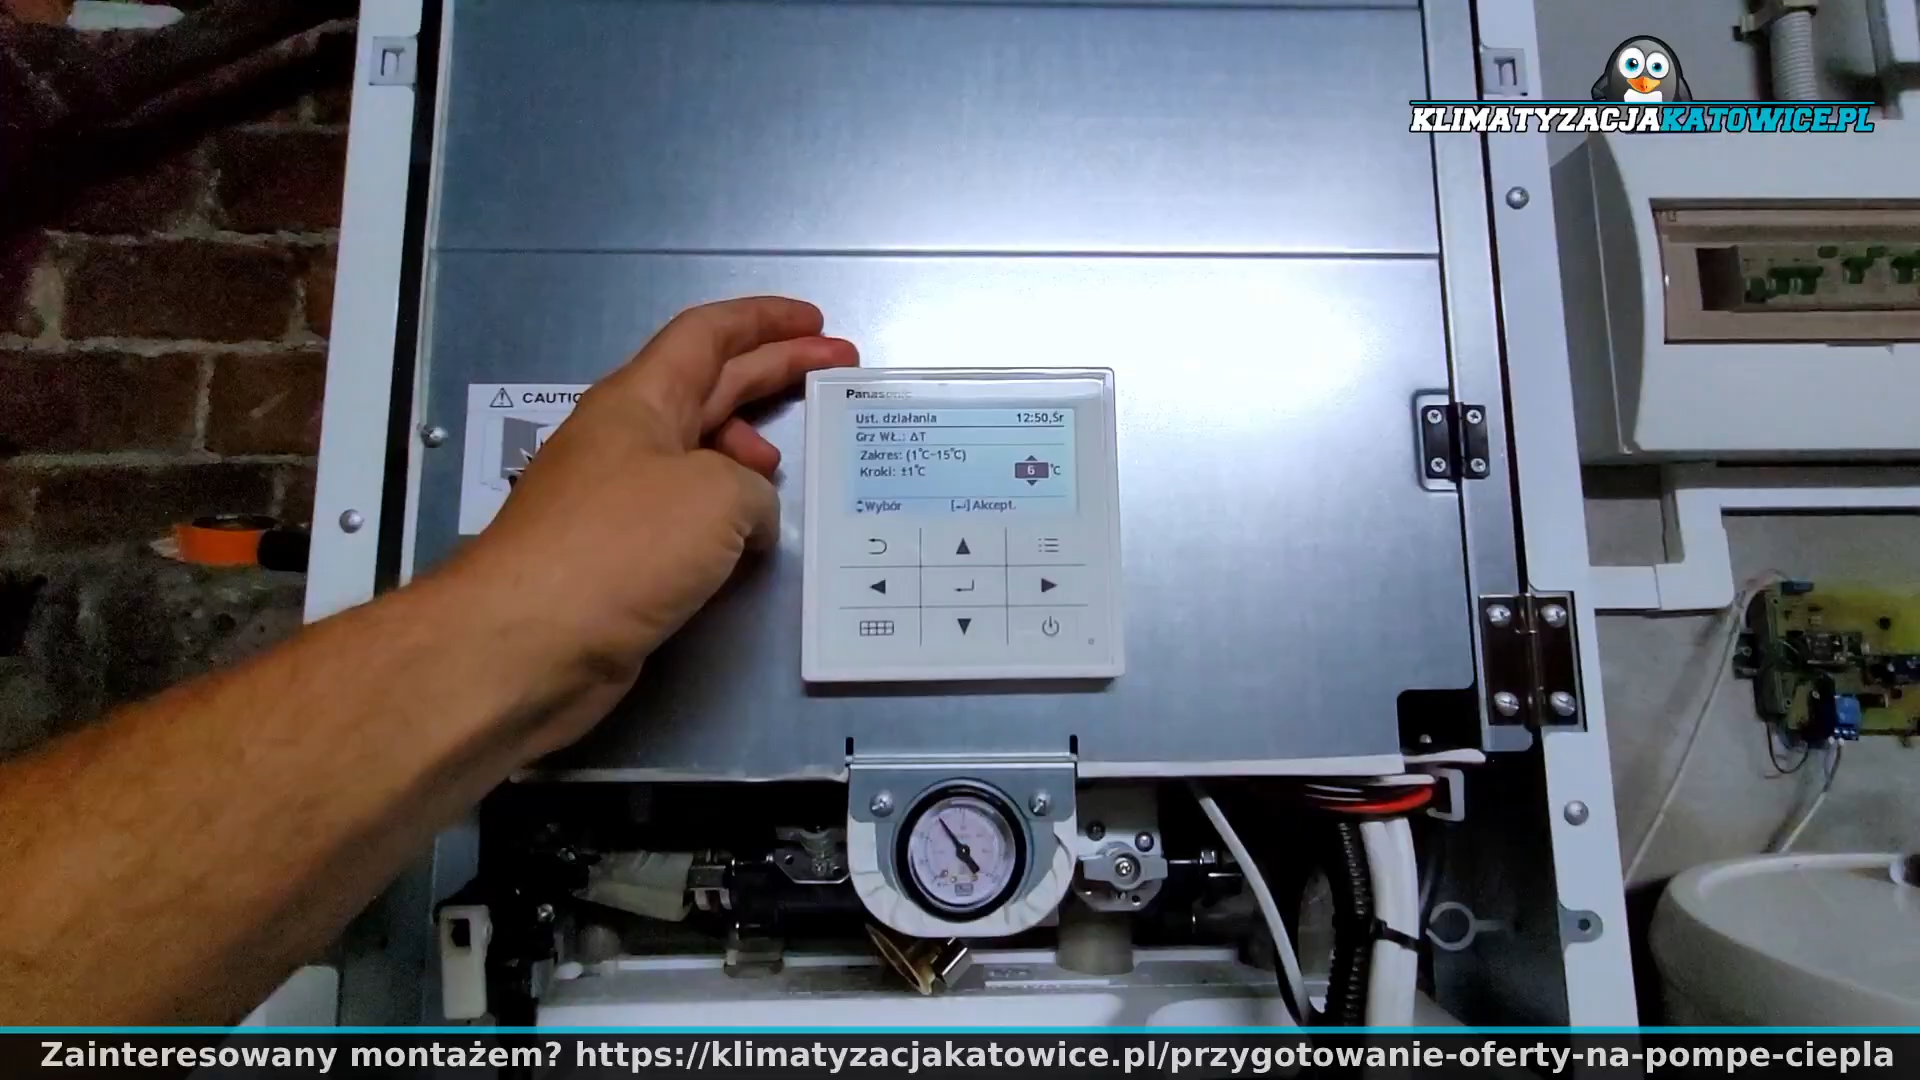 KLIMATYZACJAKATOWICE.PL
CAUTIO
Panasonic
Ust. działania 12:50,Śr
Grz WŁ.: ΔT
Zakres: (1°C~15°C)
Kroki: ±1°C 6 °C
Wybór [↵] Akcept.
Zainteresowany montażem? https://klimatyzacjakatowice.pl/przygotowanie-oferty-na-pompe-ciepla